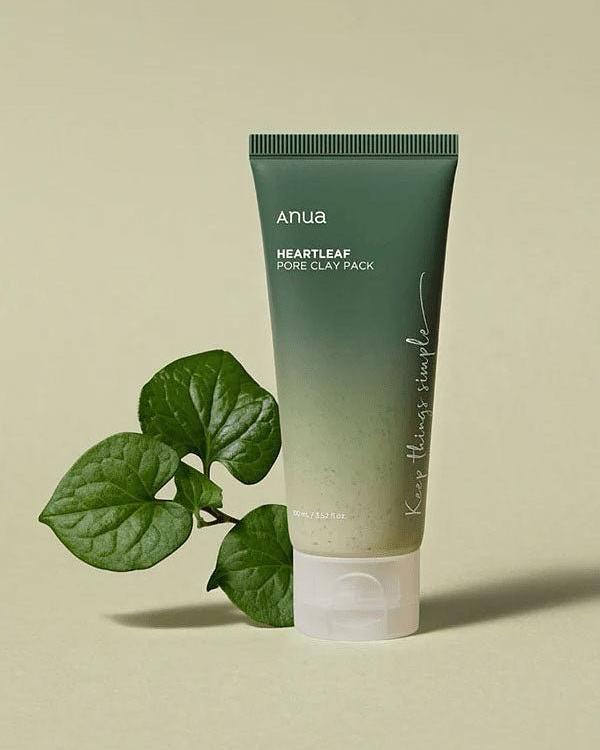 Anua
HEARTLEAF
PORE CLAY PACK
Keep things simple
100 mL / 3.52 fl.oz.